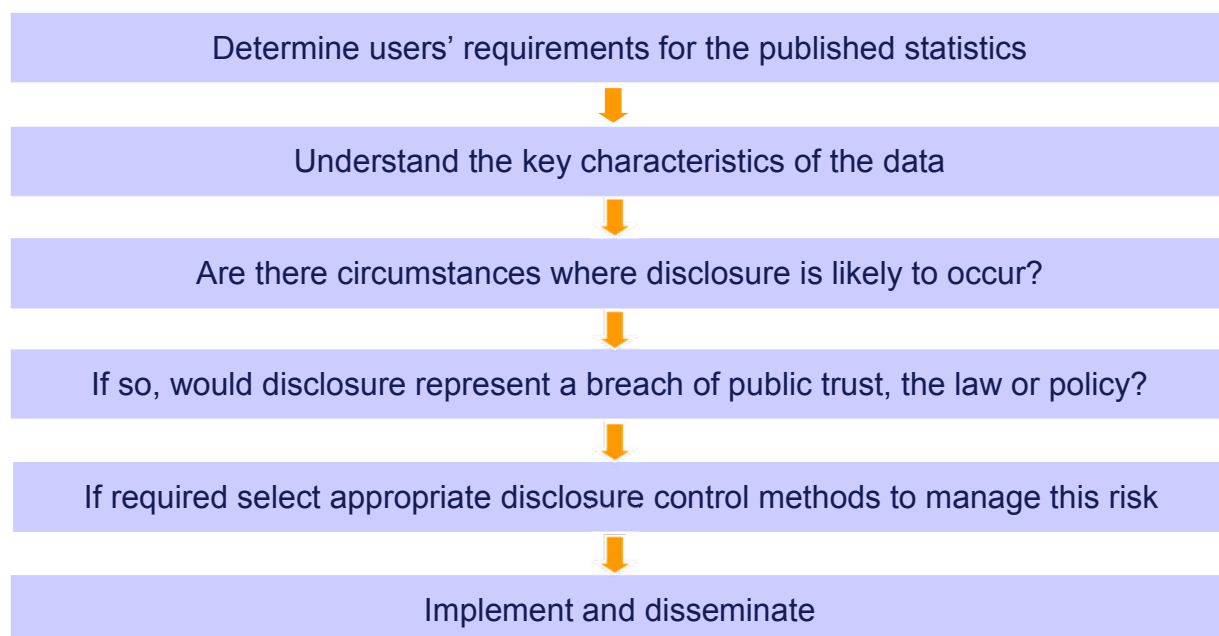 Determine users’ requirements for the published statistics
Understand the key characteristics of the data
Are there circumstances where disclosure is likely to occur?
If so, would disclosure represent a breach of public trust, the law or policy?
If required select appropriate disclosure control methods to manage this risk
Implement and disseminate